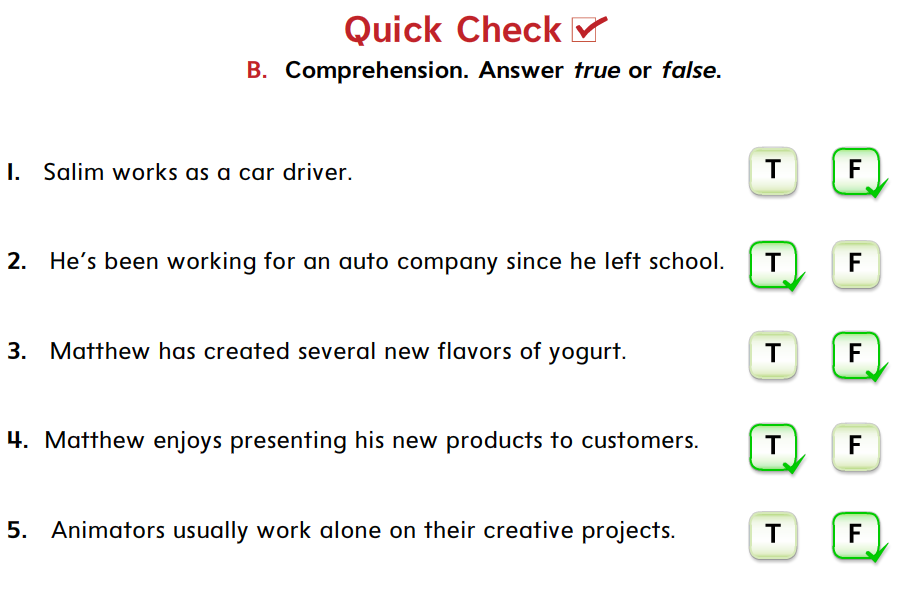 Quick Check
B. Comprehension. Answer true or false.
1. Salim works as a car driver. T F
2. He's been working for an auto company since he left school. T F
3. Matthew has created several new flavors of yogurt. T F
4. Matthew enjoys presenting his new products to customers. T F
5. Animators usually work alone on their creative projects. T F